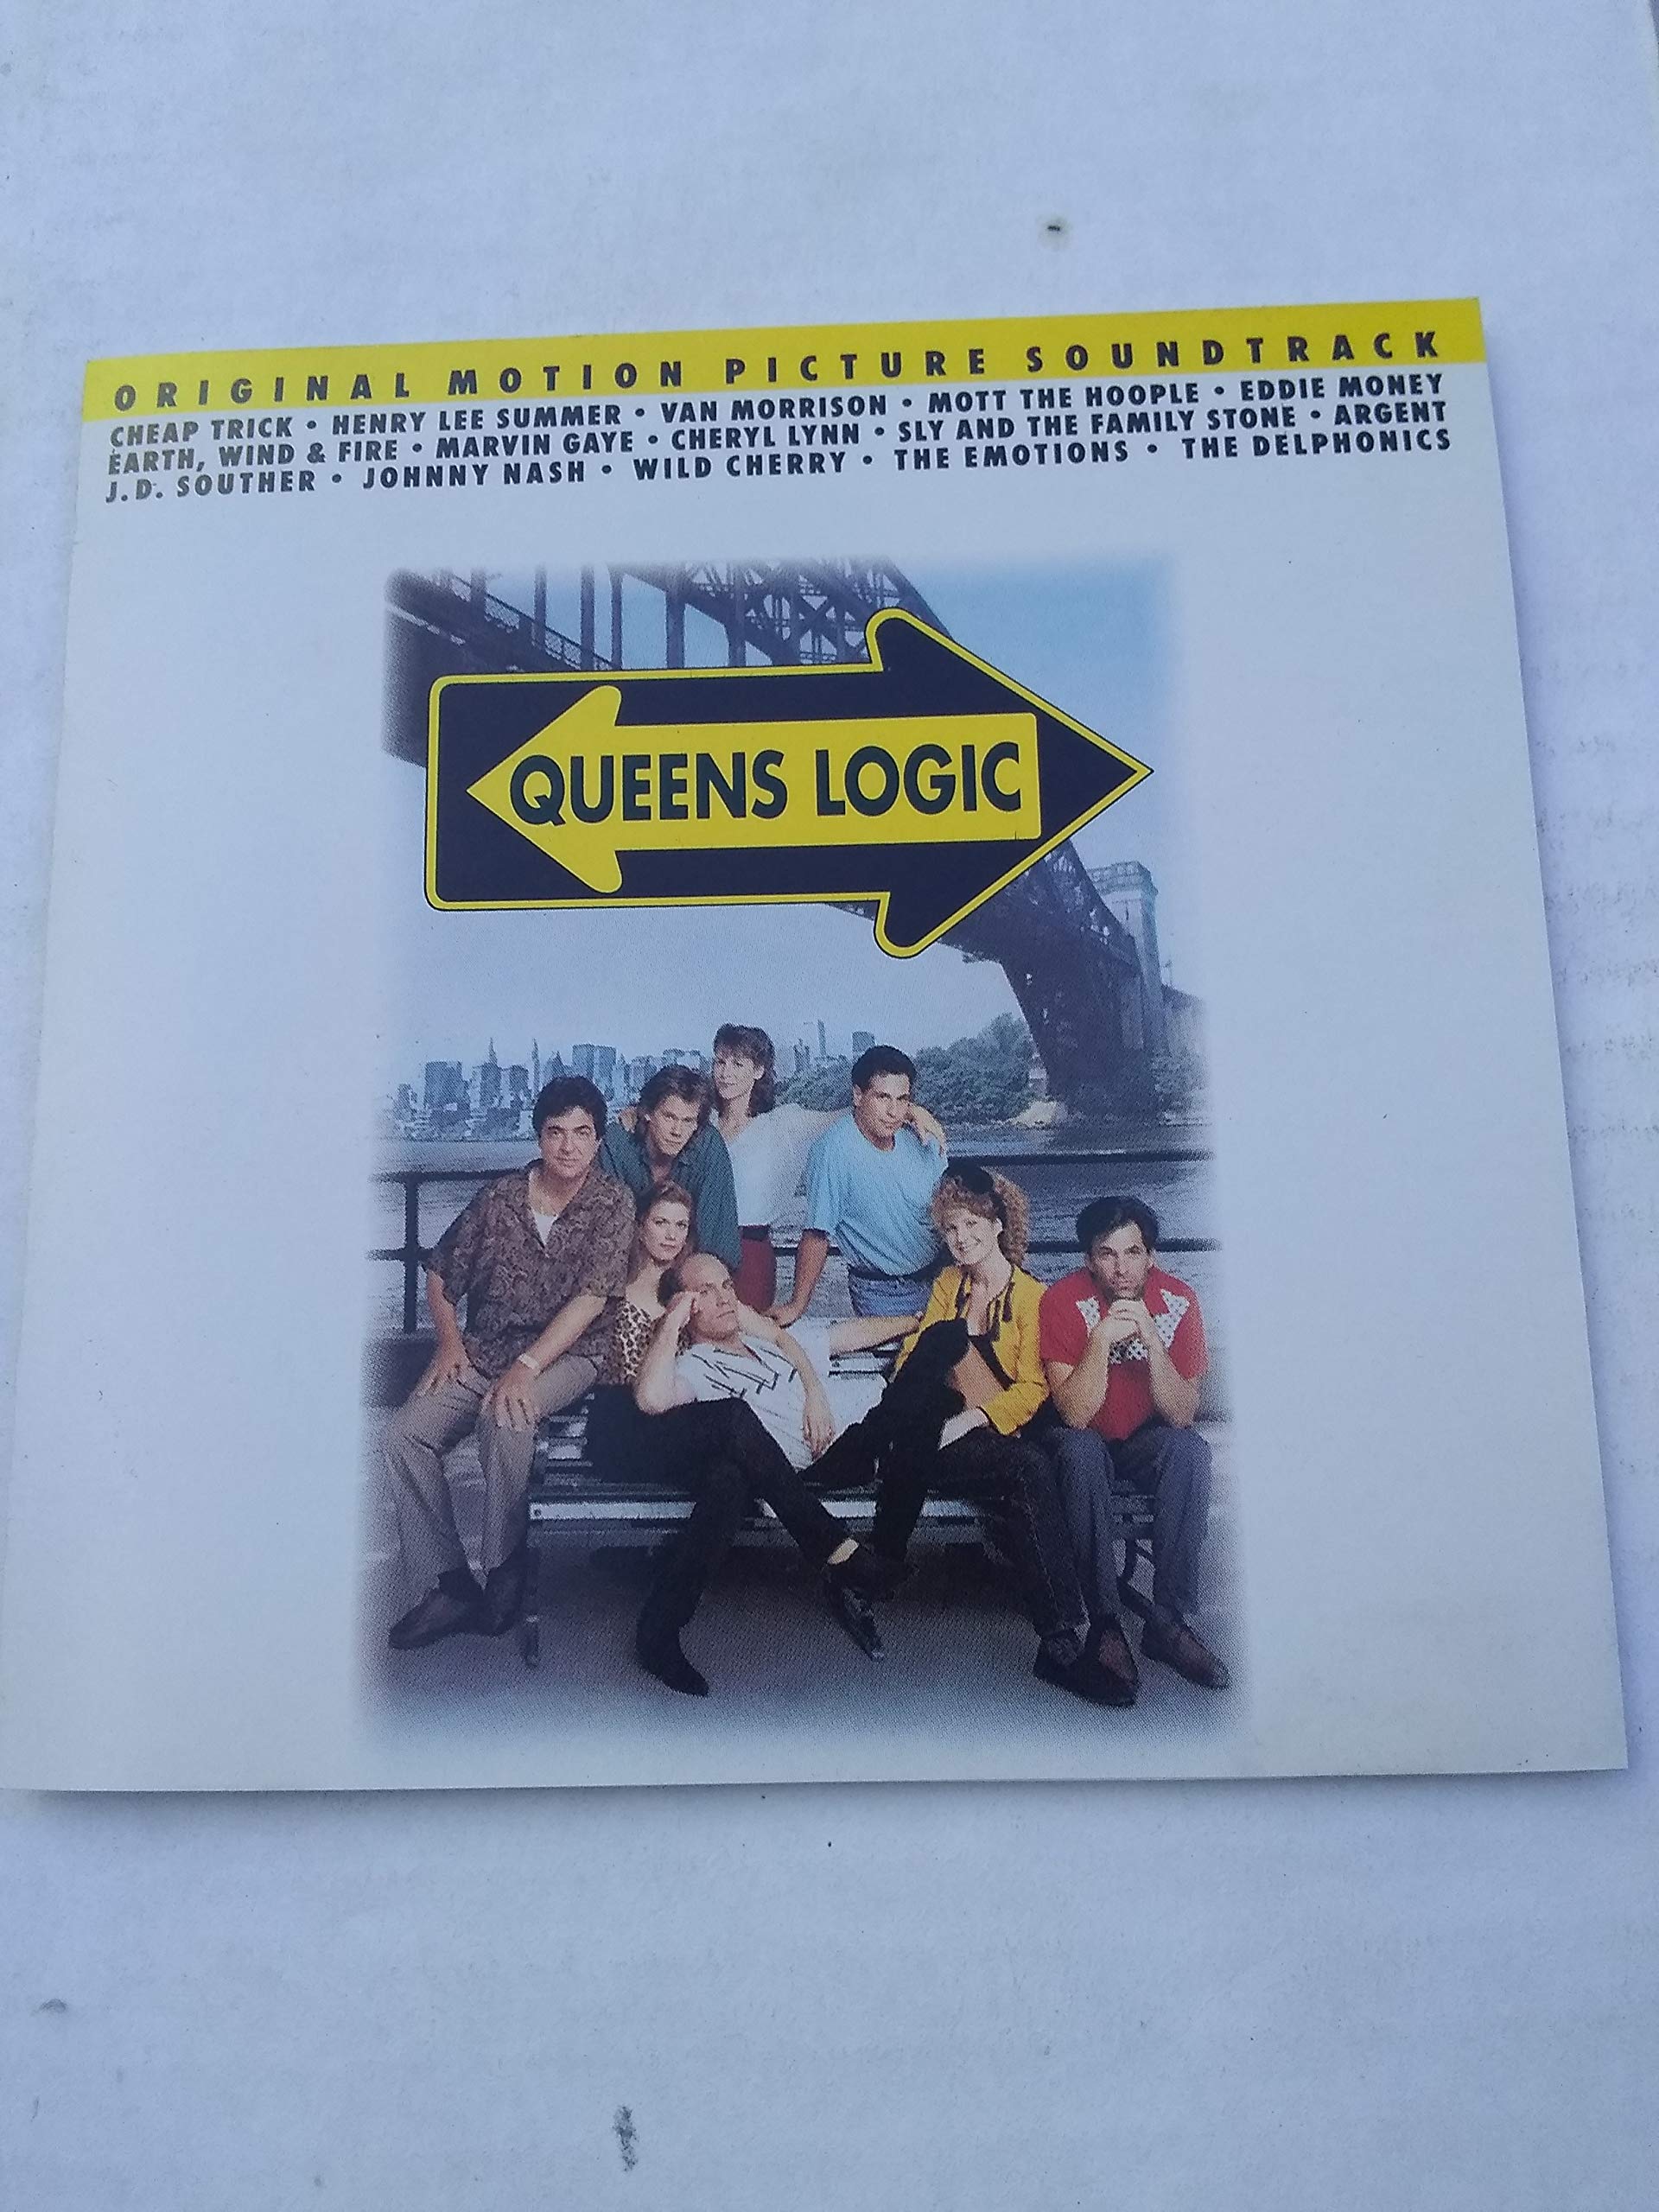 ORIGINAL MOTION PICTURE SOUNDTRACK
CHEAP TRICK • HENRY LEE SUMMER • VAN MORRISON • MOTT THE HOOPLE • EDDIE MONEY
EARTH, WIND & FIRE • MARVIN GAYE • CHERYL LYNN • SLY AND THE FAMILY STONE • ARGENT
J.D. SOUTHER • JOHNNY NASH • WILD CHERRY • THE EMOTIONS • THE DELPHONICS
QUEENS LOGIC